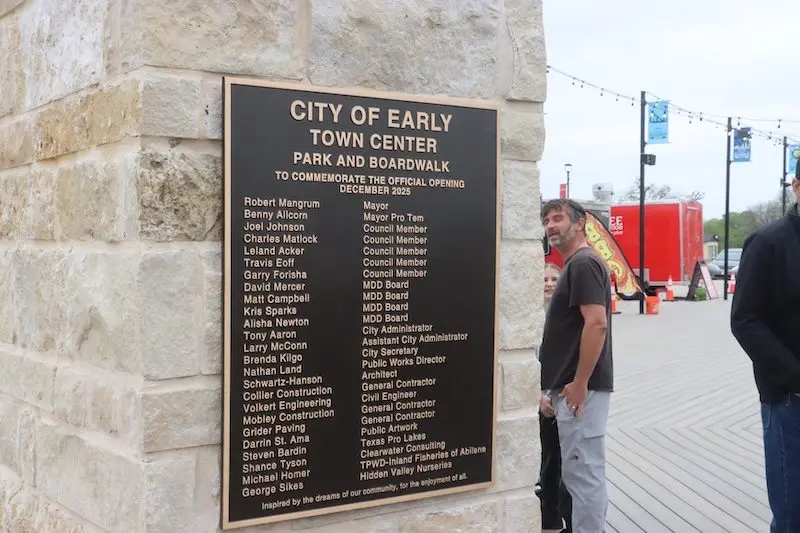 CITY OF EARLY
TOWN CENTER
PARK AND BOARDWALK
TO COMMEMORATE THE OFFICIAL OPENING
DECEMBER 2025
Robert Mangrum Mayor
Benny Allcorn Mayor Pro Tem
Joel Johnson Council Member
Charles Matlock Council Member
Leland Acker Council Member
Travis Eoff Council Member
Garry Forisha Council Member
David Mercer MDD Board
Matt Campbell MDD Board
Kris Sparks MDD Board
Alisha Newton MDD Board
Tony Aaron City Administrator
Larry McConn Assistant City Administrator
Brenda Kilgo City Secretary
Nathan Land Public Works Director
Schwartz-Hanson Architect
Collier Construction General Contractor
Volkert Engineering Civil Engineer
Mobley Construction General Contractor
Grider Paving General Contractor
Darrin St. Ama Public Artwork
Steven Bardin Texas Pro Lakes
Shance Tyson Clearwater Consulting
Michael Homer TPWD-Inland Fisheries of Abilene
George Sikes Hidden Valley Nurseries
Inspired by the dreams of our community, for the enjoyment of all.